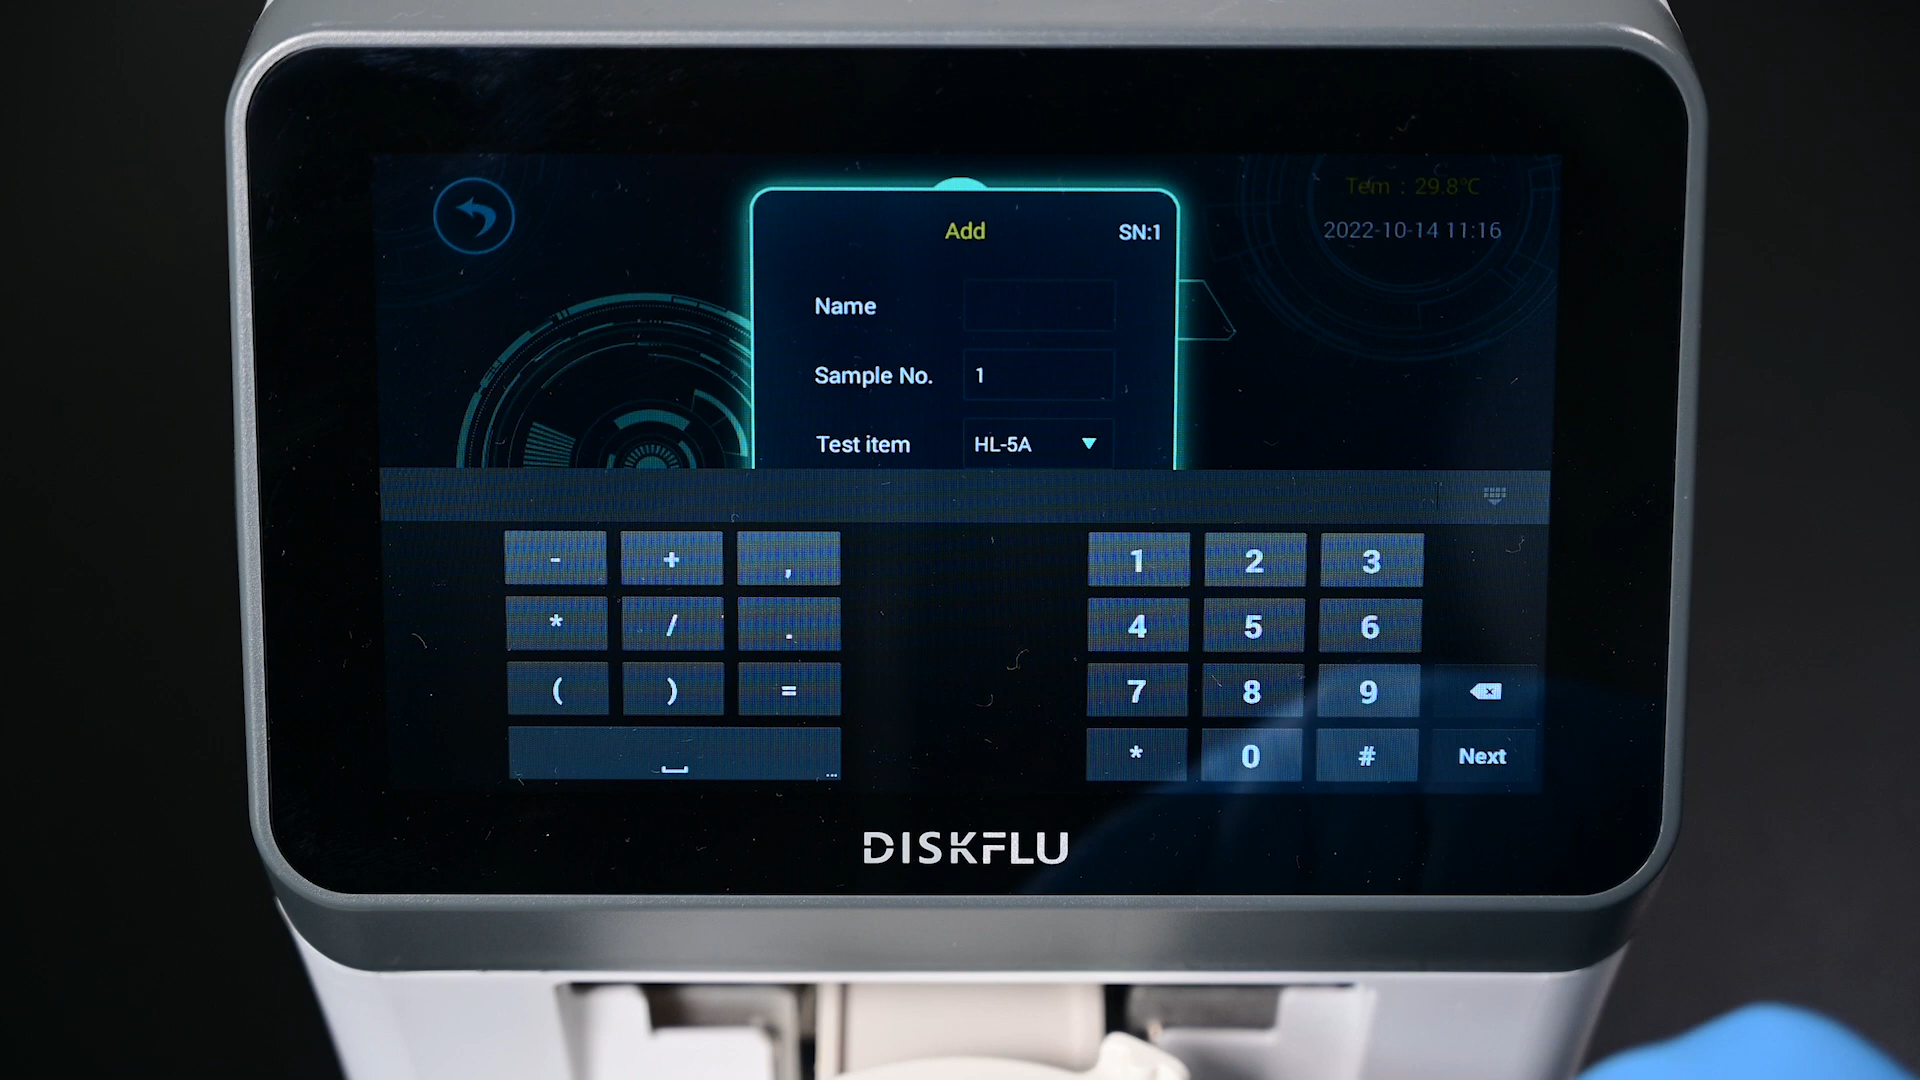 Tem : 29.8℃
2022-10-14 11:16
Add SN:1
Name
Sample No. 1
Test item HL-5A
- + , 1 2 3
* / . 4 5 6
( ) = 7 8 9
* 0 # Next
DISKFLU